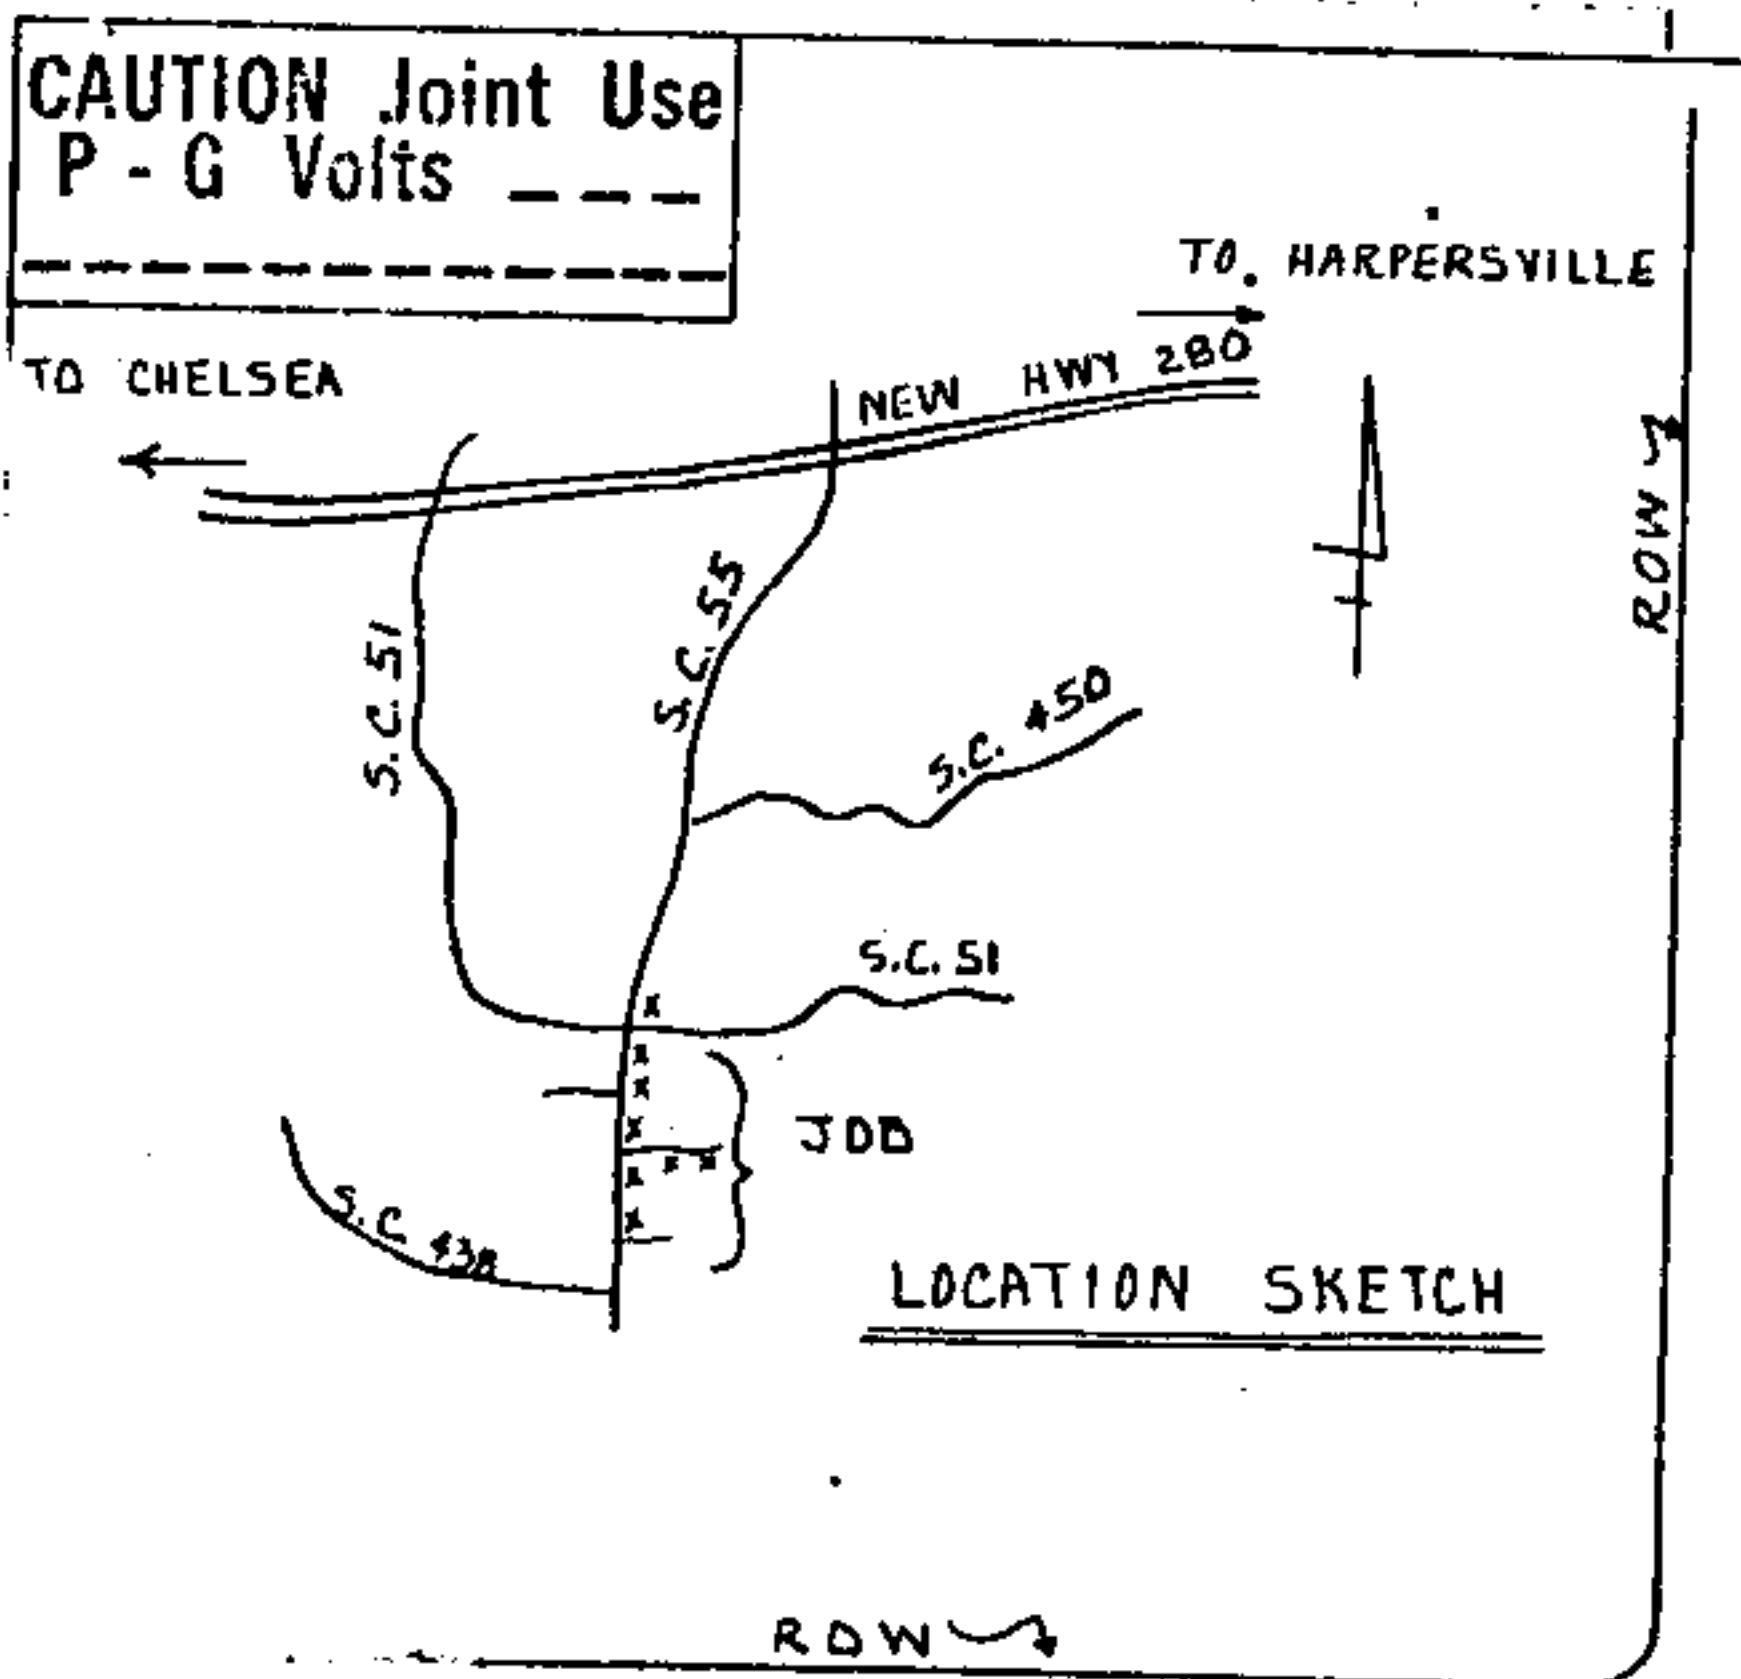 CAUTION Joint Use
P - G Volts _ _ _
TO. HARPERSVILLE
TO CHELSEA
NEW HWY 280
ROW
S.C. 51
S.C. 55
S.C. 450
S.C. 51
x
x
x
JOB
x
x x
x
x
S.C. 438
LOCATION SKETCH
ROW